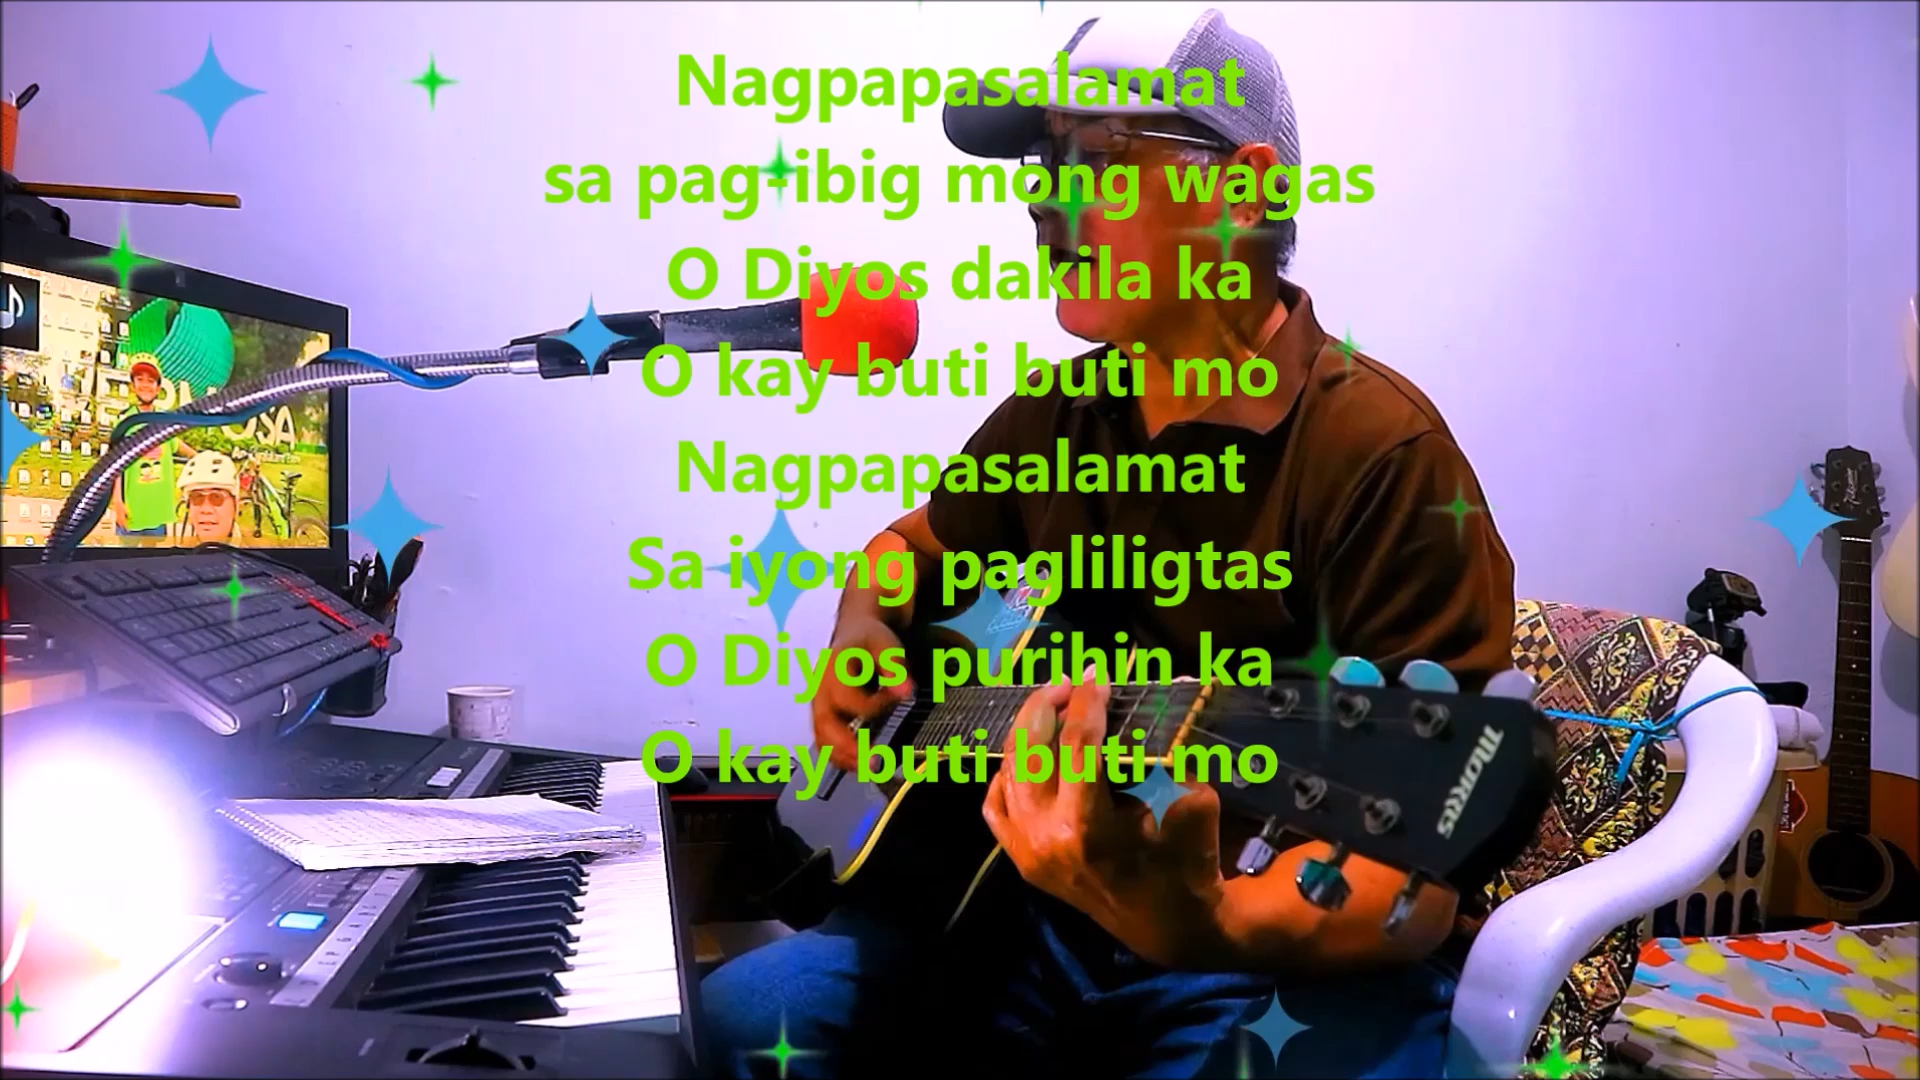 Nagpapasalamat
sa pag-ibig mong wagas
O Diyos dakila ka
O kay buti buti mo
Nagpapasalamat
Sa iyong pagliligtas
O Diyos purihin ka
O kay buti buti mo
MORRIS